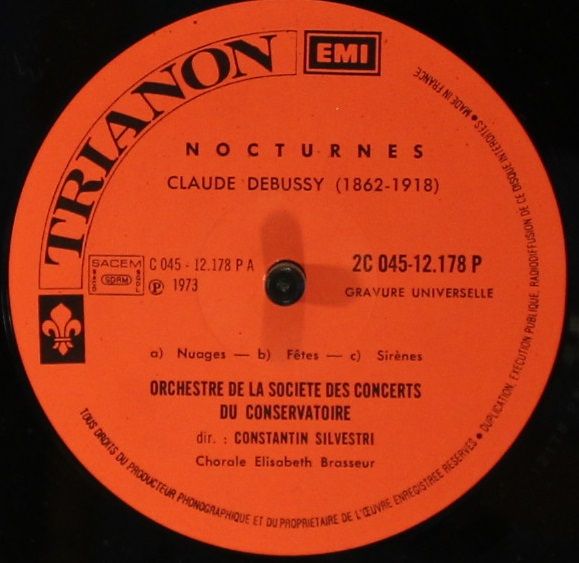 TRIANON
EMI
NOCTURNES
CLAUDE DEBUSSY (1862-1918)
SACEM
SACD SDRM SGDL
C 045 - 12.178 P A
Ⓟ 1973
2C 045-12.178 P
GRAVURE UNIVERSELLE
a) Nuages — b) Fêtes — c) Sirènes
ORCHESTRE DE LA SOCIETE DES CONCERTS
DU CONSERVATOIRE
dir. : CONSTANTIN SILVESTRI
Chorale Elisabeth Brasseur
TOUS DROITS DU PRODUCTEUR PHONOGRAPHIQUE ET DU PROPRIETAIRE DE L'ŒUVRE ENREGISTREE RESERVES • DUPLICATION, EXECUTION PUBLIQUE, RADIODIFFUSION DE CE DISQUE INTERDITES • MADE IN FRANCE.